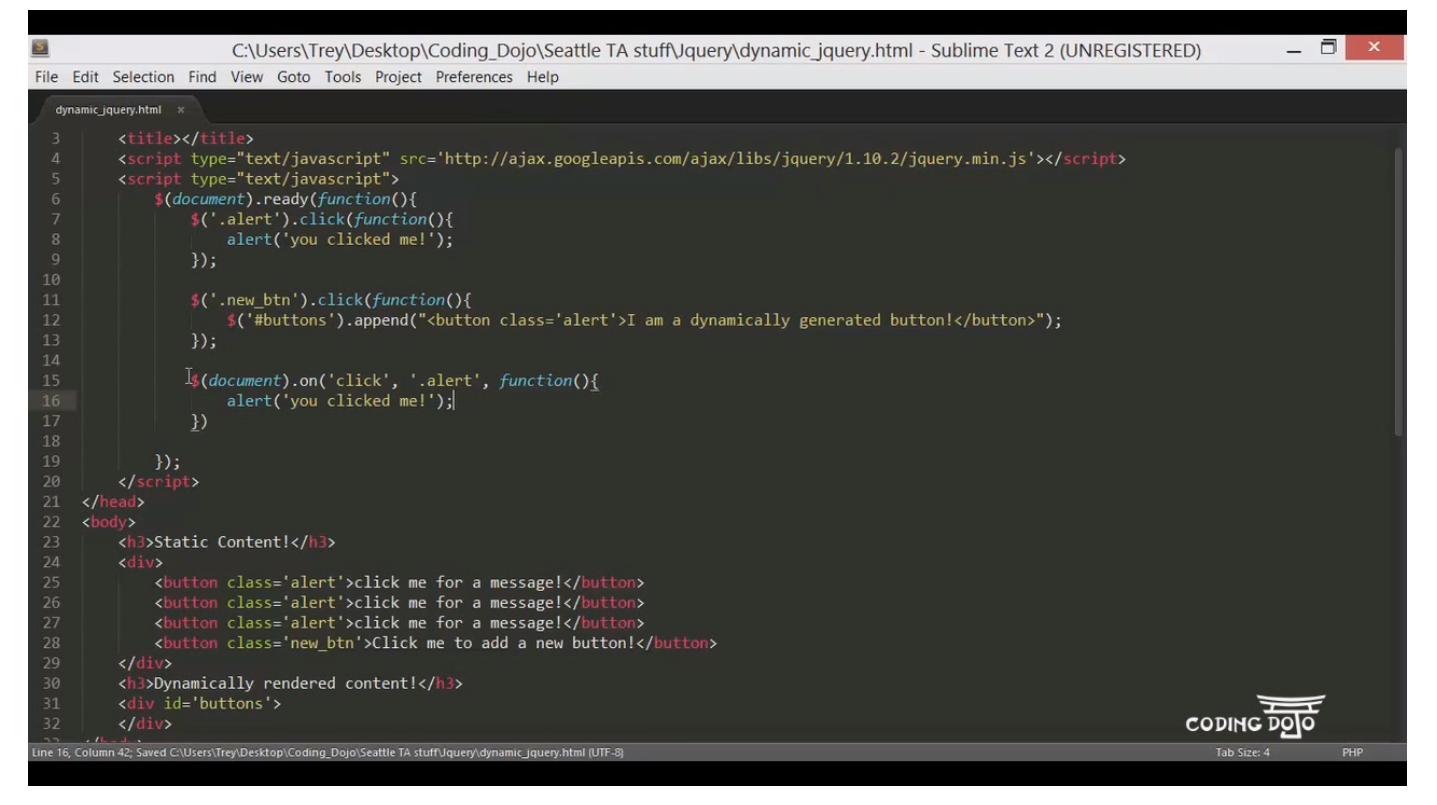 C:\Users\Trey\Desktop\Coding_Dojo\Seattle TA stuff\Jquery\dynamic_jquery.html - Sublime Text 2 (UNREGISTERED)
File Edit Selection Find View Goto Tools Project Preferences Help
dynamic_jquery.html ×
3 <title></title>
4 <script type="text/javascript" src='http://ajax.googleapis.com/ajax/libs/jquery/1.10.2/jquery.min.js'></script>
5 <script type="text/javascript">
6 $(document).ready(function(){
7 $('.alert').click(function(){
8 alert('you clicked me!');
9 });
10
11 $('.new_btn').click(function(){
12 $('#buttons').append("<button class='alert'>I am a dynamically generated button!</button>");
13 });
14
15 $(document).on('click', '.alert', function(){
16 alert('you clicked me!');
17 })
18
19 });
20 </script>
21 </head>
22 <body>
23 <h3>Static Content!</h3>
24 <div>
25 <button class='alert'>click me for a message!</button>
26 <button class='alert'>click me for a message!</button>
27 <button class='alert'>click me for a message!</button>
28 <button class='new_btn'>Click me to add a new button!</button>
29 </div>
30 <h3>Dynamically rendered content!</h3>
31 <div id='buttons'>
32 </div>
CODING DOJO
Line 16, Column 42; Saved C:\Users\Trey\Desktop\Coding_Dojo\Seattle TA stuff\Jquery\dynamic_jquery.html (UTF-8) Tab Size: 4 PHP